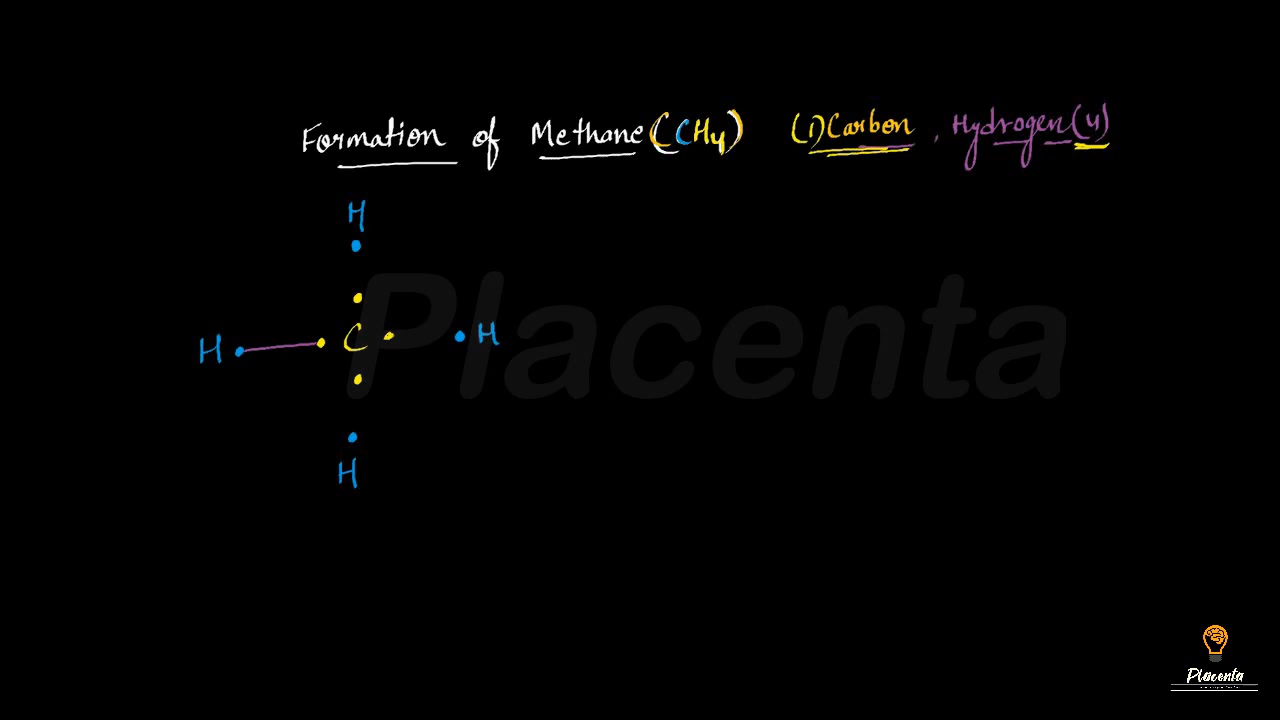 Formation of Methane (CH4) (1) Carbon , Hydrogen (4)
H
H C H
H
Placenta
Placenta